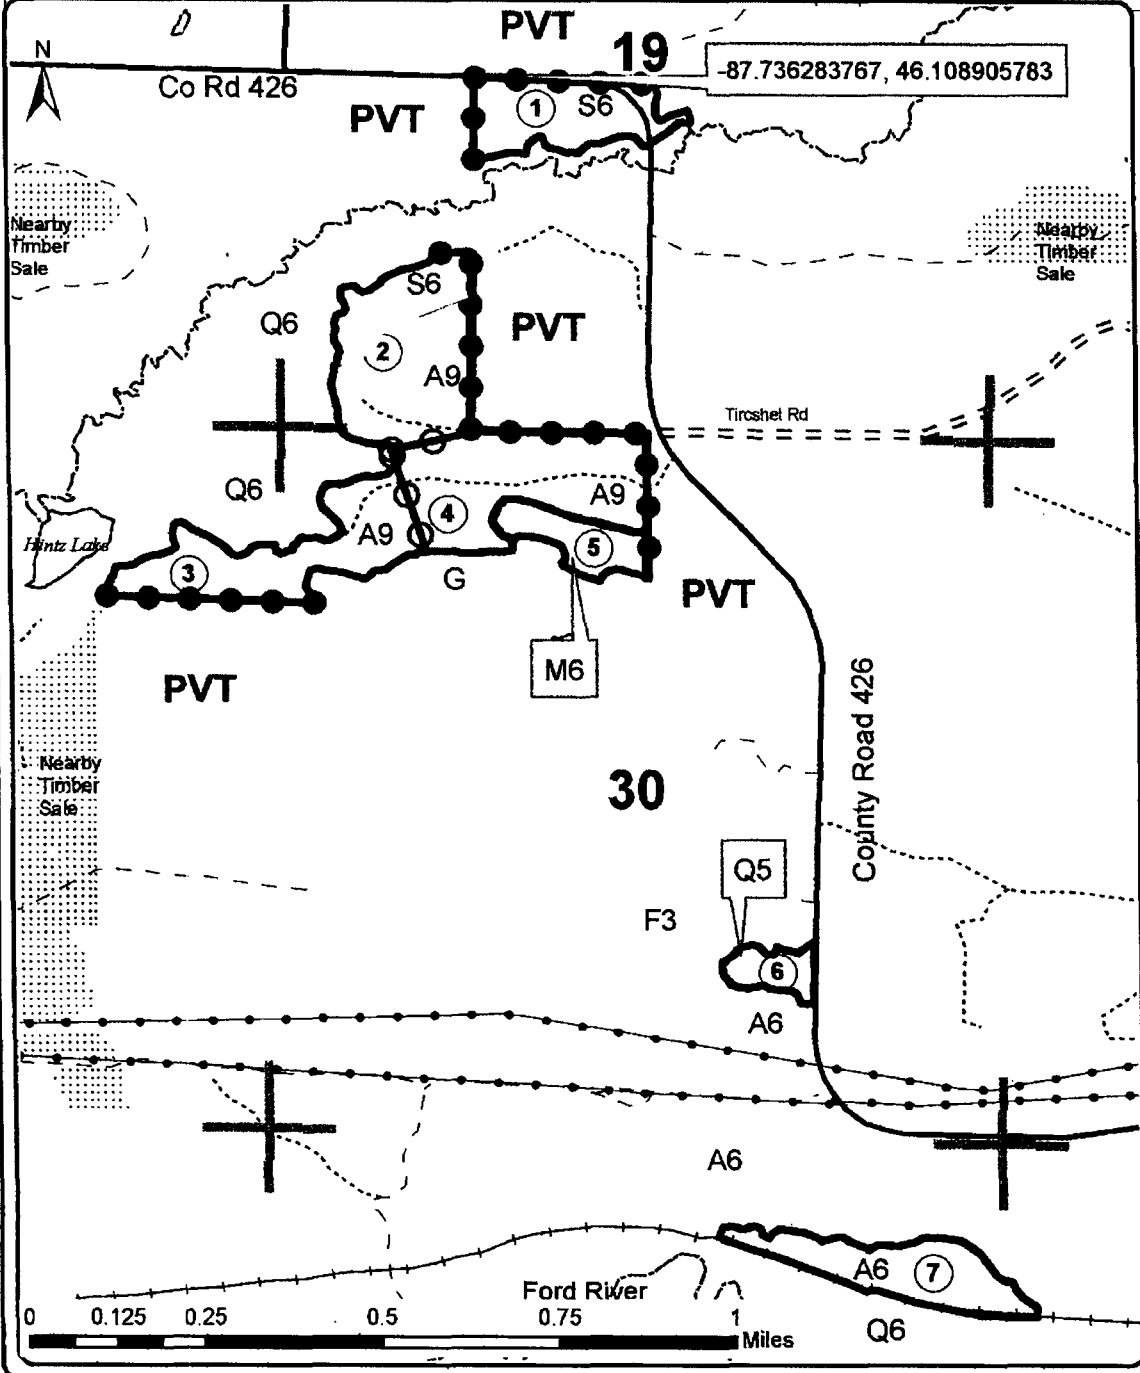 PVT
19
-87.736283767, 46.108905783
N
Co Rd 426
PVT
1
S6
Nearby
Timber
Sale
Nearby
Timber
Sale
S6
Q6
PVT
2
A9
Tircshel Rd
Q6
A9
4
A9
Hintz Lake
5
3
G
PVT
M6
PVT
County Road 426
Nearby
Timber
Sale
30
Q5
F3
6
A6
A6
A6
7
Ford River
Q6
0 0.125 0.25 0.5 0.75 1
Miles